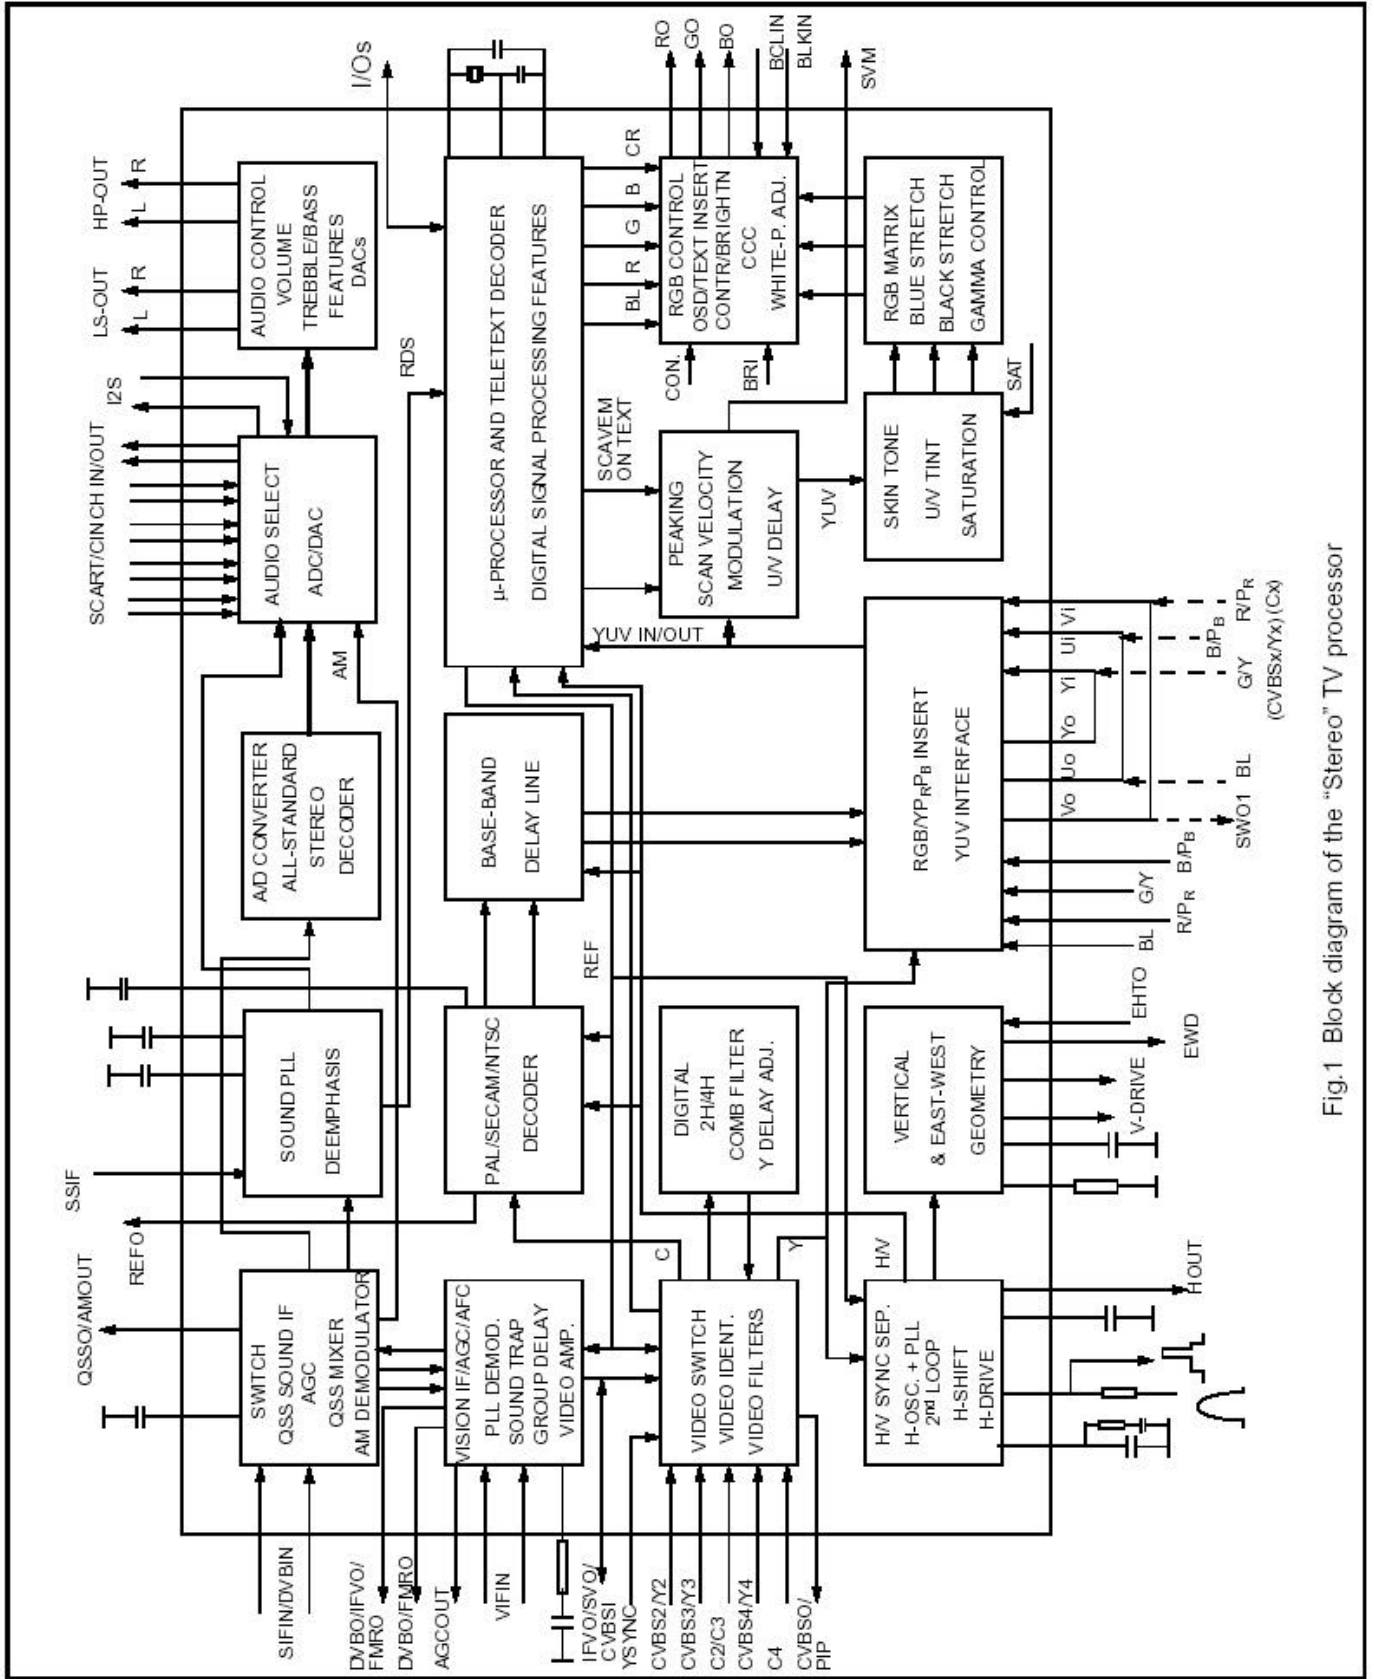 I/Os
RO
GO
BO
BCLIN
BLKIN
SVM
HP-OUT
L
R
LS-OUT
L
R
I2S
SCART/CINCH IN/OUT
AUDIO CONTROL
VOLUME
TREBBLE/BASS
FEATURES
DACs
AUDIO SELECT
ADC/DAC
RDS
AM
A/D CONVERTER
ALL-STANDARD
STEREO
DECODER
SOUND PLL
DEEMPHASIS
SSIF
REFO
QSSO/AMOUT
SWITCH
QSS SOUND IF
AGC
QSS MIXER
AM DEMODULATOR
SIFIN/DVBIN
µ-PROCESSOR AND TELETEXT DECODER
DIGITAL SIGNAL PROCESSING FEATURES
CR
B
G
R
BL
RGB CONTROL
OSD/TEXT INSERT
CONTR/BRIGHTN
CCC
WHITE-P. ADJ.
CON.
BRI
RGB MATRIX
BLUE STRETCH
BLACK STRETCH
GAMMA CONTROL
SCAVEM
ON TEXT
PEAKING
SCAN VELOCITY
MODULATION
U/V DELAY
YUV
SKIN TONE
U/V TINT
SATURATION
SAT
YUV IN/OUT
BASE-BAND
DELAY LINE
RGB/YPRPB INSERT
YUV INTERFACE
Vi
Ui
Yi
Yo
Uo
Vo
R/PR
(Cx)
B/PB
G/Y
(CVBSx/Yx)
BL
SWO1
B/PB
G/Y
R/PR
BL
REF
PAL/SECAM/NTSC
DECODER
DIGITAL
2H/4H
COMB FILTER
Y DELAY ADJ.
VERTICAL
& EAST-WEST
GEOMETRY
EHTO
EWD
V-DRIVE
C
Y
H/V
VISION IF/AGC/AFC
PLL DEMOD.
SOUND TRAP
GROUP DELAY
VIDEO AMP.
VIDEO SWITCH
VIDEO IDENT.
VIDEO FILTERS
H/V SYNC SEP.
H-OSC. + PLL
2nd LOOP
H-SHIFT
H-DRIVE
HOUT
DVBO/IFVO/
FMRO
DVBO/FMRO
AGCOUT
VIFIN
IFVO/SVO/
CVBSI
YSYNC
CVBS2/Y2
CVBS3/Y3
C2/C3
CVBS4/Y4
C4
CVBSO/
PIP
Fig.1 Block diagram of the “Stereo” TV processor